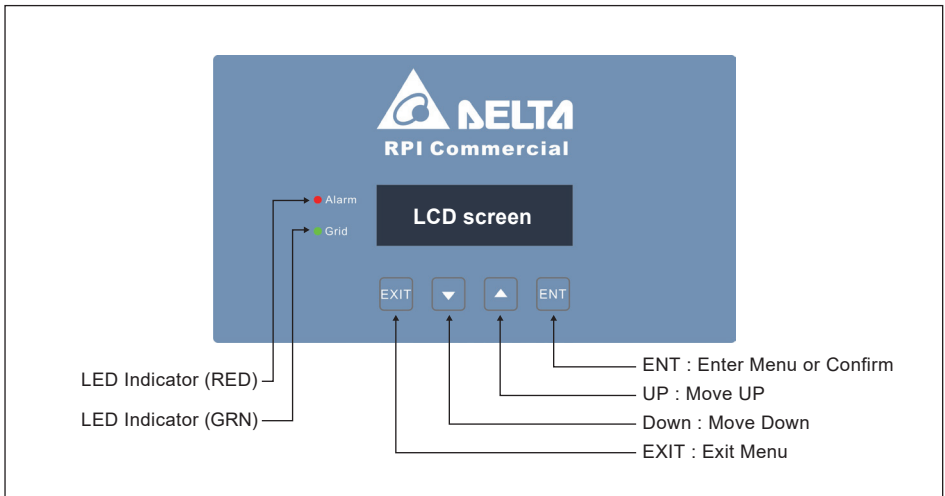 DELTA
RPI Commercial
Alarm
LCD screen
Grid
EXIT
ENT
ENT : Enter Menu or Confirm
LED Indicator (RED)
UP : Move UP
LED Indicator (GRN)
Down : Move Down
EXIT : Exit Menu